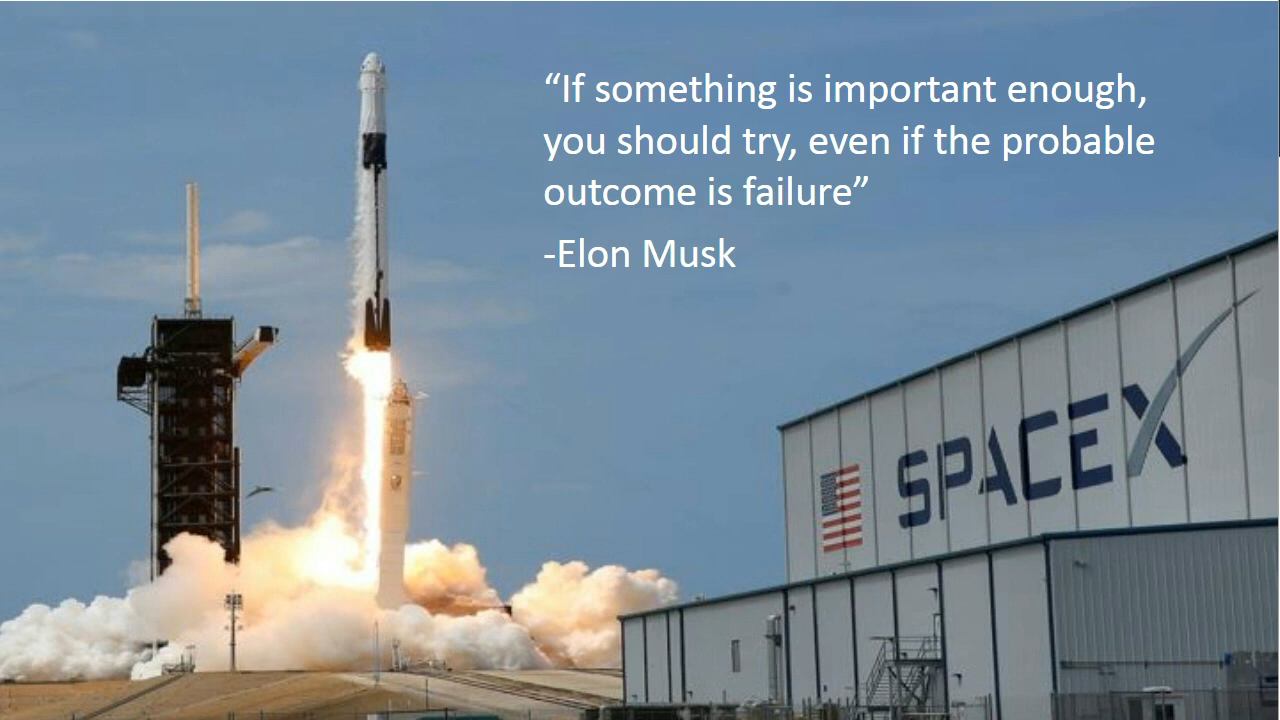 “If something is important enough,
you should try, even if the probable
outcome is failure”
-Elon Musk
SPACEX